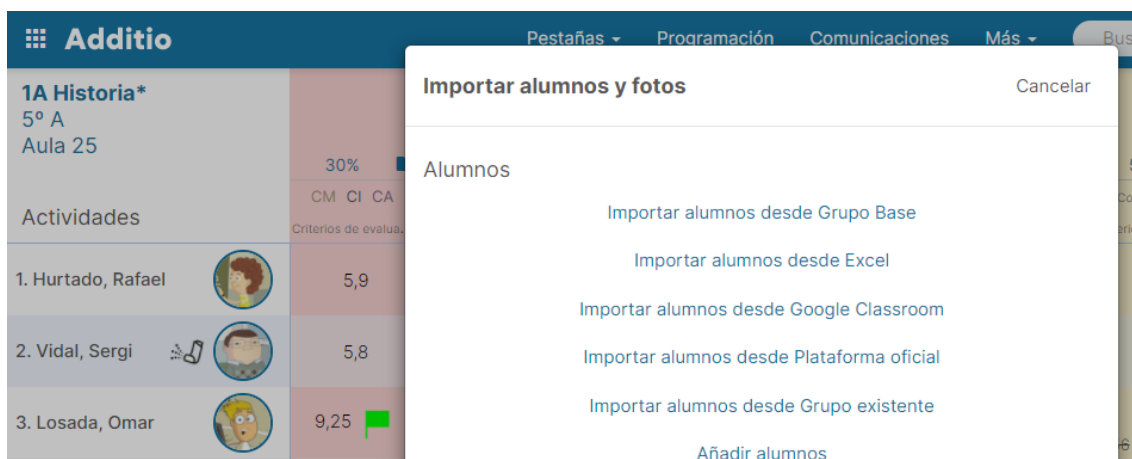 Additio
Pestañas
Programación
Comunicaciones
Más
Bus
1A Historia*
5º A
Aula 25
30%
CM CI CA
Actividades
Criterios de evalua.
1. Hurtado, Rafael
5,9
2. Vidal, Sergi
5,8
3. Losada, Omar
9,25
Importar alumnos y fotos
Cancelar
Alumnos
Importar alumnos desde Grupo Base
Importar alumnos desde Excel
Importar alumnos desde Google Classroom
Importar alumnos desde Plataforma oficial
Importar alumnos desde Grupo existente
Añadir alumnos